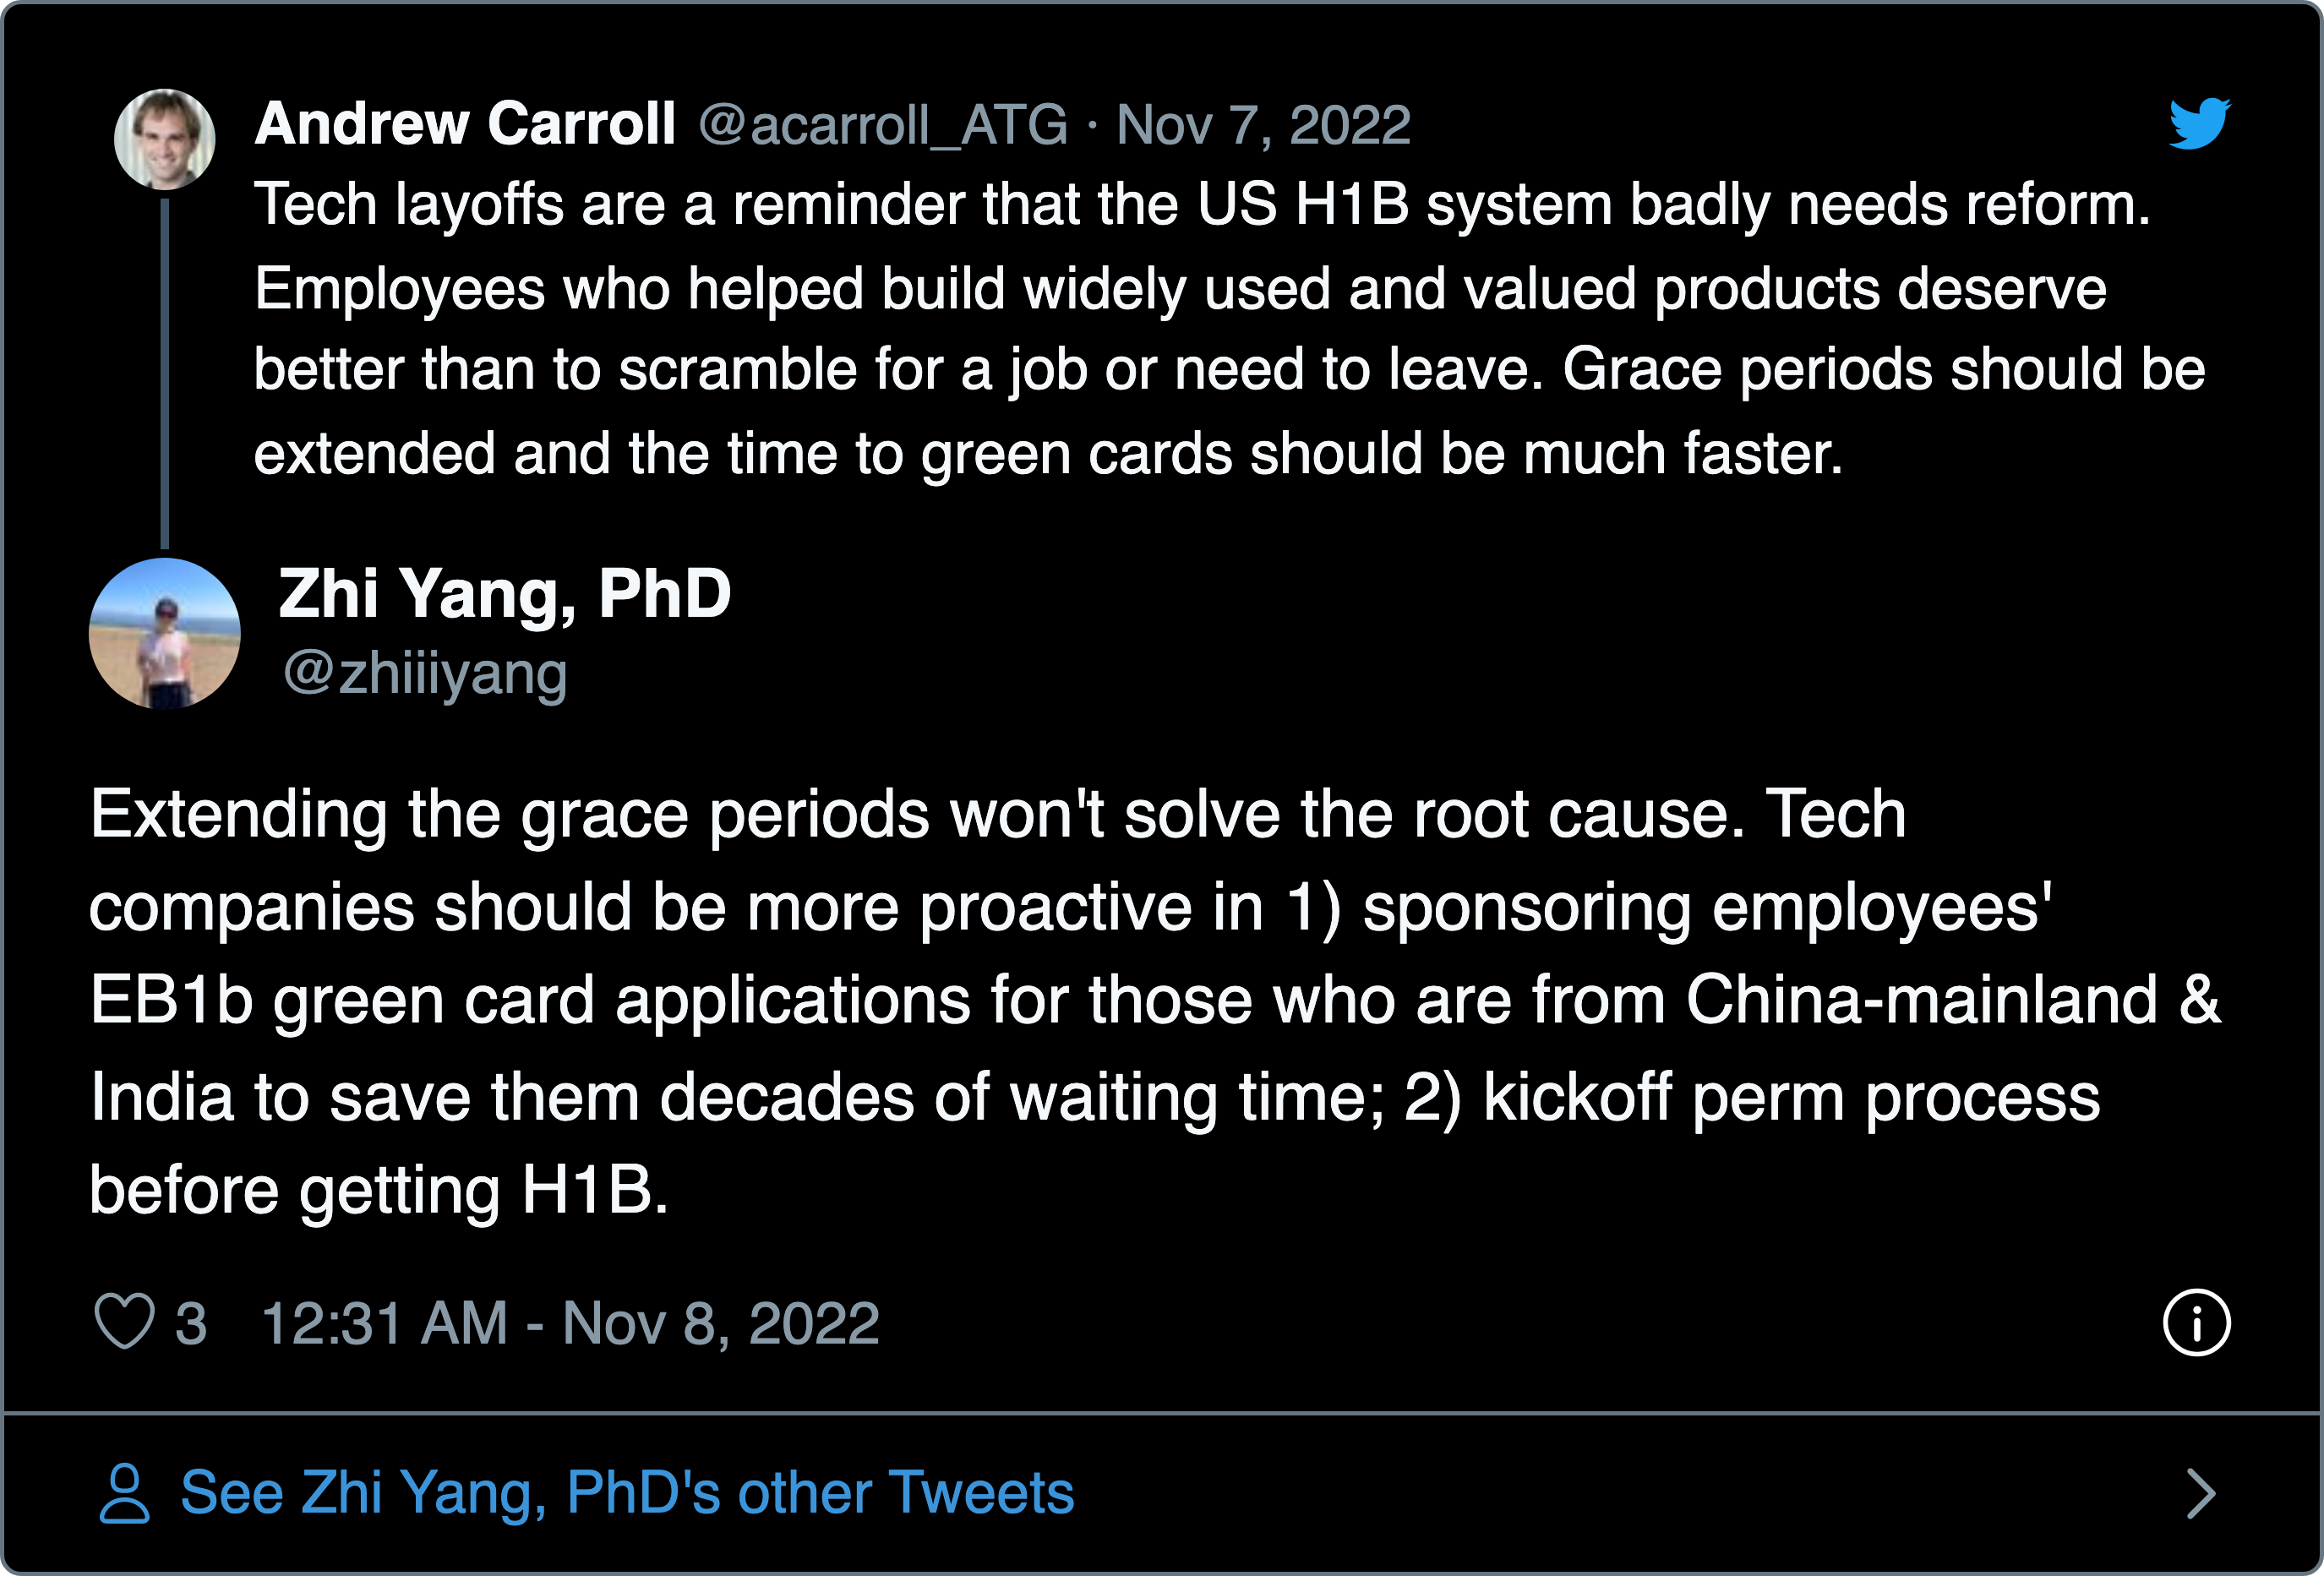 Andrew Carroll @acarroll_ATG · Nov 7, 2022
Tech layoffs are a reminder that the US H1B system badly needs reform.
Employees who helped build widely used and valued products deserve
better than to scramble for a job or need to leave. Grace periods should be
extended and the time to green cards should be much faster.
Zhi Yang, PhD
@zhiiiyang
Extending the grace periods won't solve the root cause. Tech
companies should be more proactive in 1) sponsoring employees'
EB1b green card applications for those who are from China-mainland &
India to save them decades of waiting time; 2) kickoff perm process
before getting H1B.
3 12:31 AM - Nov 8, 2022
See Zhi Yang, PhD's other Tweets